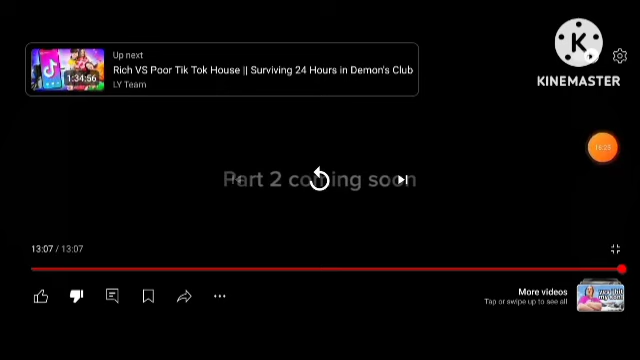 Up next
Rich VS Poor Tik Tok House || Surviving 24 Hours in Demon's Club
LY Team
1:34:56
KINEMASTER
Part 2 coming soon
13:07 / 13:07
More videos
Tap or swipe up to see all